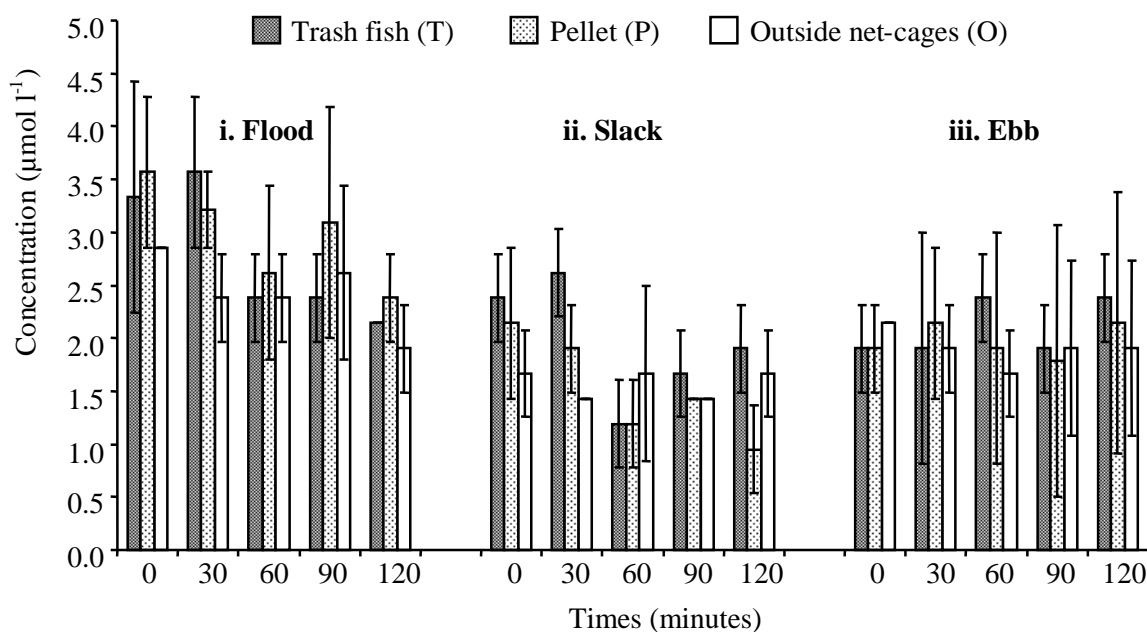 5.0
4.5
4.0
3.5
3.0
2.5
2.0
1.5
1.0
0.5
0.0
Concentration (µmol l⁻¹)
Trash fish (T) Pellet (P) Outside net-cages (O)
i. Flood ii. Slack iii. Ebb
0 30 60 90 120 0 30 60 90 120 0 30 60 90 120
Times (minutes)